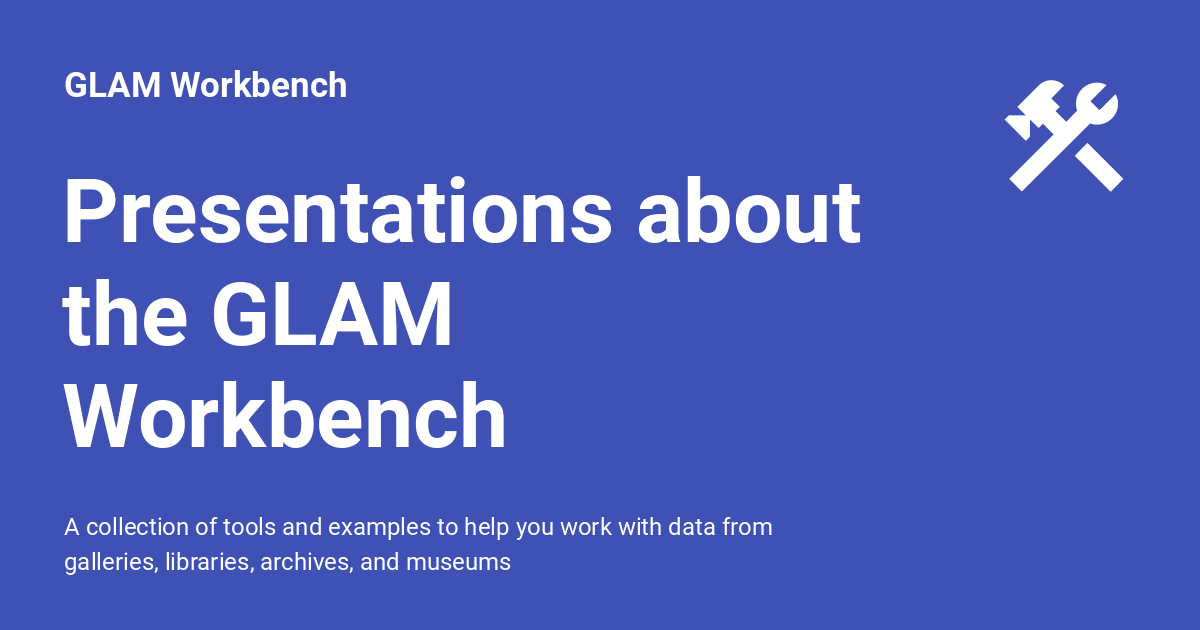 GLAM Workbench
Presentations about
the GLAM
Workbench
A collection of tools and examples to help you work with data from
galleries, libraries, archives, and museums